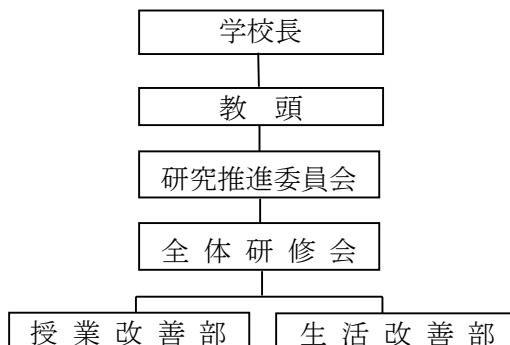 学校長
教　頭
研究推進委員会
全 体 研 修 会
授 業 改 善 部
生 活 改 善 部